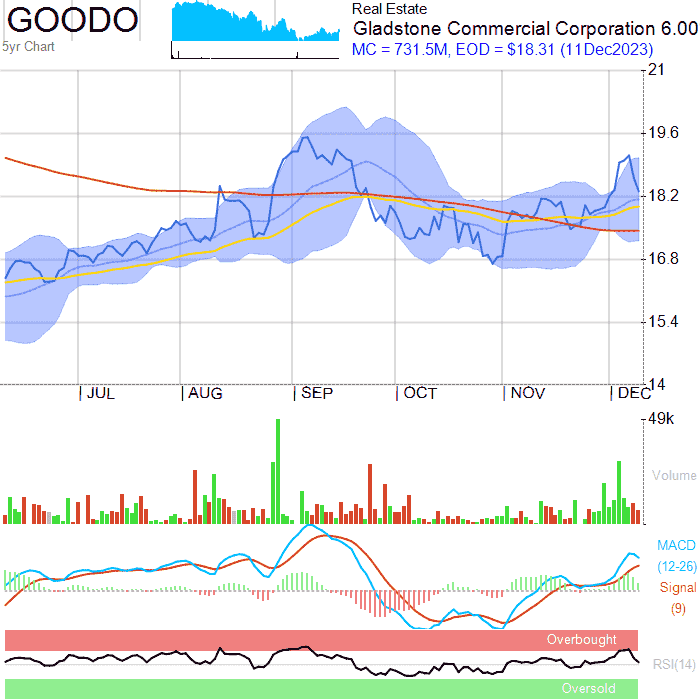 GOODO
5yr Chart
Real Estate
Gladstone Commercial Corporation 6.00
MC = 731.5M, EOD = $18.31 (11Dec2023)
21
19.6
18.2
16.8
15.4
14
JUL AUG SEP OCT NOV DEC
49k
Volume
MACD
(12-26)
Signal
(9)
Overbought
RSI(14)
Oversold